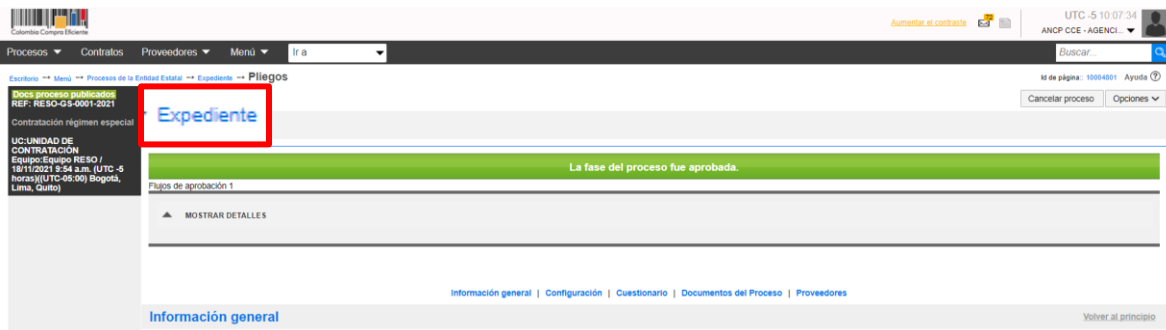 Colombia Compra Eficiente
Aumentar el contraste 72 UTC -5 10:07:34
ANCP CCE - AGENCI...
Procesos Contratos Proveedores Menú Ir a Buscar...
Escritorio → Menú → Procesos de la Entidad Estatal → Expediente → Pliegos Id de página:: 10004801 Ayuda ?
Cancelar proceso Opciones
Docs proceso publicados
REF: RESO-GS-0001-2021
Contratación régimen especial
UC:UNIDAD DE
CONTRATACIÓN
Equipo:Equipo RESO /
18/11/2021 9:54 a.m. (UTC -5
horas)((UTC-05:00) Bogotá,
Lima, Quito)
Expediente
La fase del proceso fue aprobada.
Flujos de aprobación 1
MOSTRAR DETALLES
Información general | Configuración | Cuestionario | Documentos del Proceso | Proveedores
Información general Volver al principio